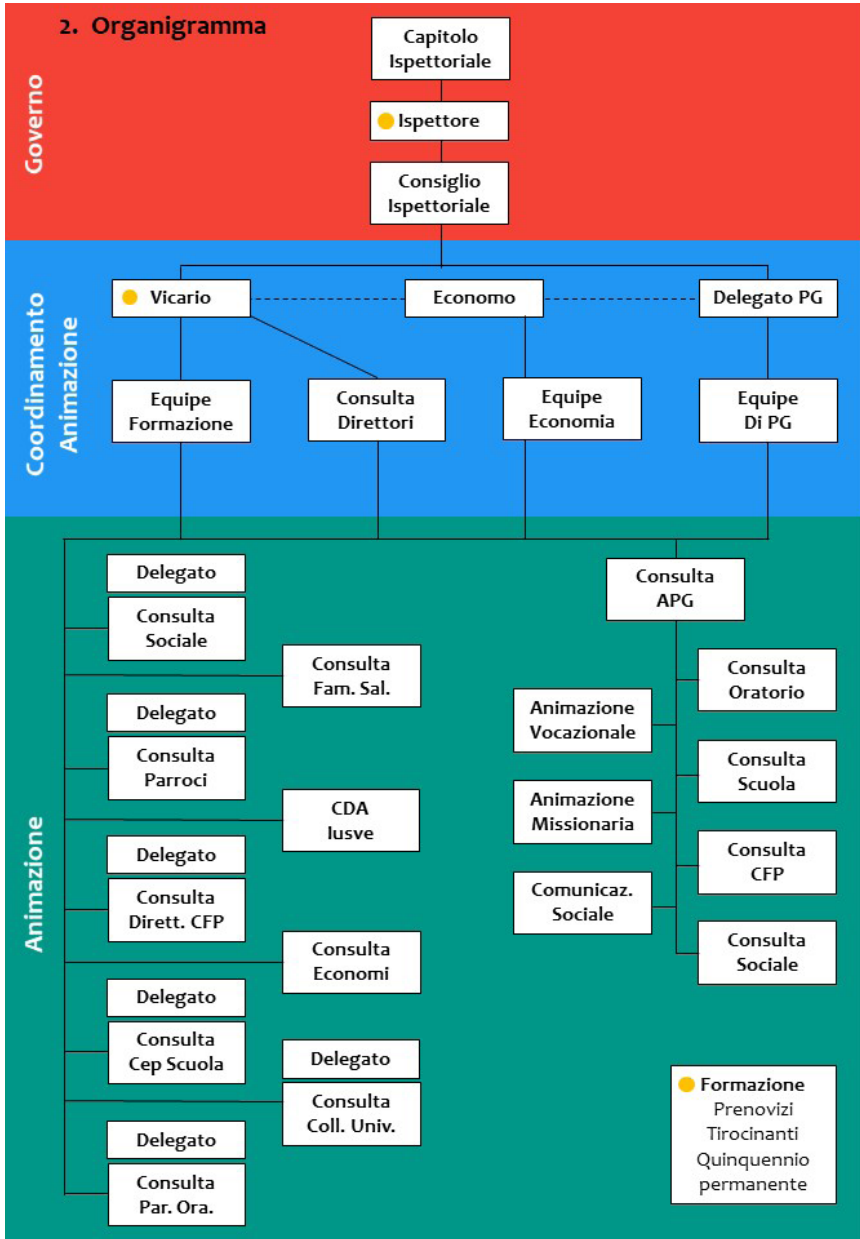 2. Organigramma
Governo
Capitolo
Ispettoriale
Ispettore
Consiglio
Ispettoriale
Coordinamento
Animazione
Vicario
Economo
Delegato PG
Equipe
Formazione
Consulta
Direttori
Equipe
Economia
Equipe
Di PG
Animazione
Delegato
Consulta
Sociale
Consulta
Fam. Sal.
Delegato
Consulta
Parroci
CDA
Iusve
Delegato
Consulta
Dirett. CFP
Consulta
Economi
Delegato
Consulta
Cep Scuola
Delegato
Consulta
Coll. Univ.
Delegato
Consulta
Par. Ora.
Consulta
APG
Consulta
Oratorio
Animazione
Vocazionale
Consulta
Scuola
Animazione
Missionaria
Consulta
CFP
Comunicaz.
Sociale
Consulta
Sociale
Formazione
Prenovizi
Tirocinanti
Quinquennio
permanente